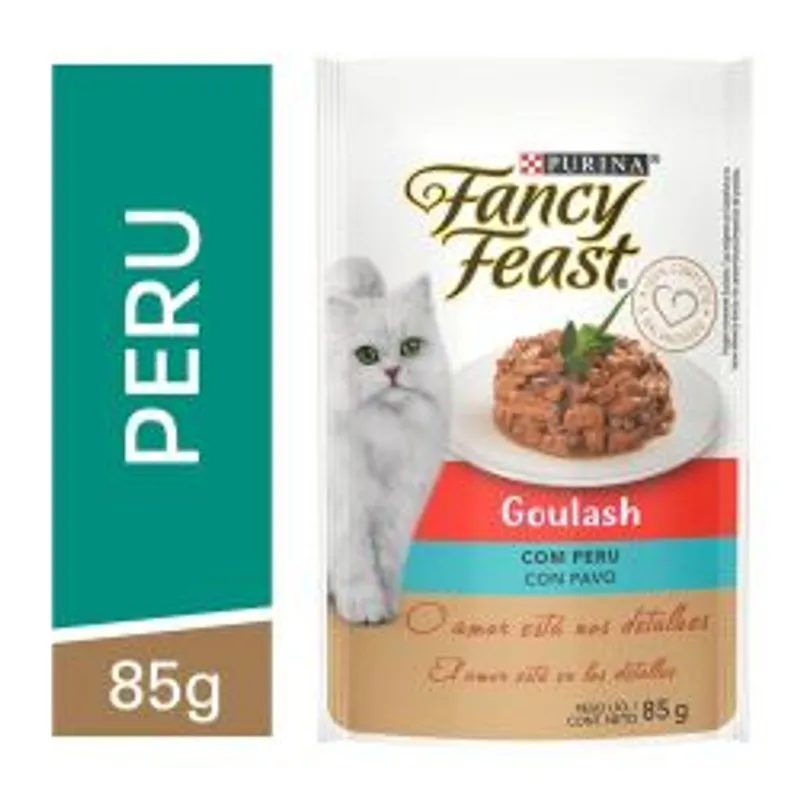 PERU
85g
PURINA®
Fancy
Feast®
Goulash
COM PERU
CON PAVO
O amor está nos detalhes
El amor está en los detalles
PESO LÍQ. /
CONT. NETO 85 g